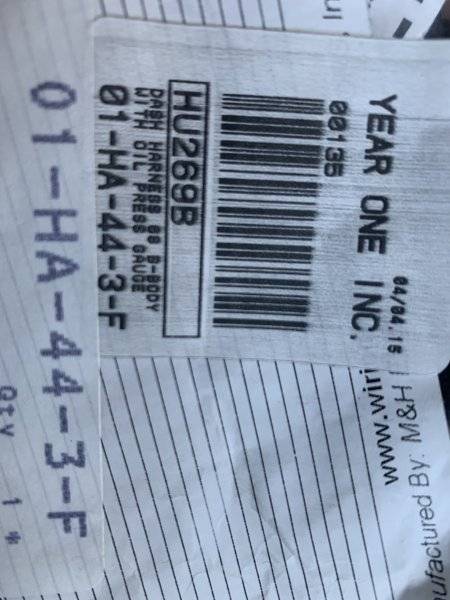 YEAR ONE INC.
04/04.15
00135
HU269B
DASH HARNESS 68 B-BODY
WITH OIL PRESS GAUGE
01-HA-44-3-F
01-HA-44-3-F
QTY 1 *
www.wiri
ufactured By: M&H